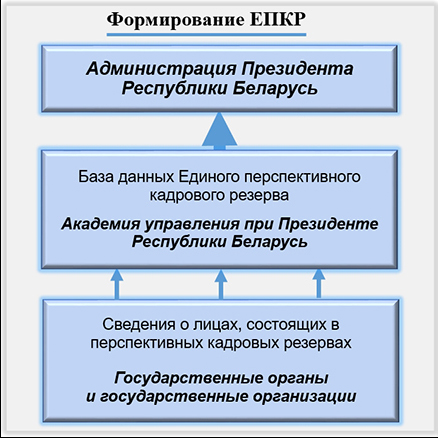 Формирование ЕПКР
Администрация Президента
Республики Беларусь
База данных Единого перспективного
кадрового резерва
Академия управления при Президенте
Республики Беларусь
Сведения о лицах, состоящих в
перспективных кадровых резервах
Государственные органы
и государственные организации